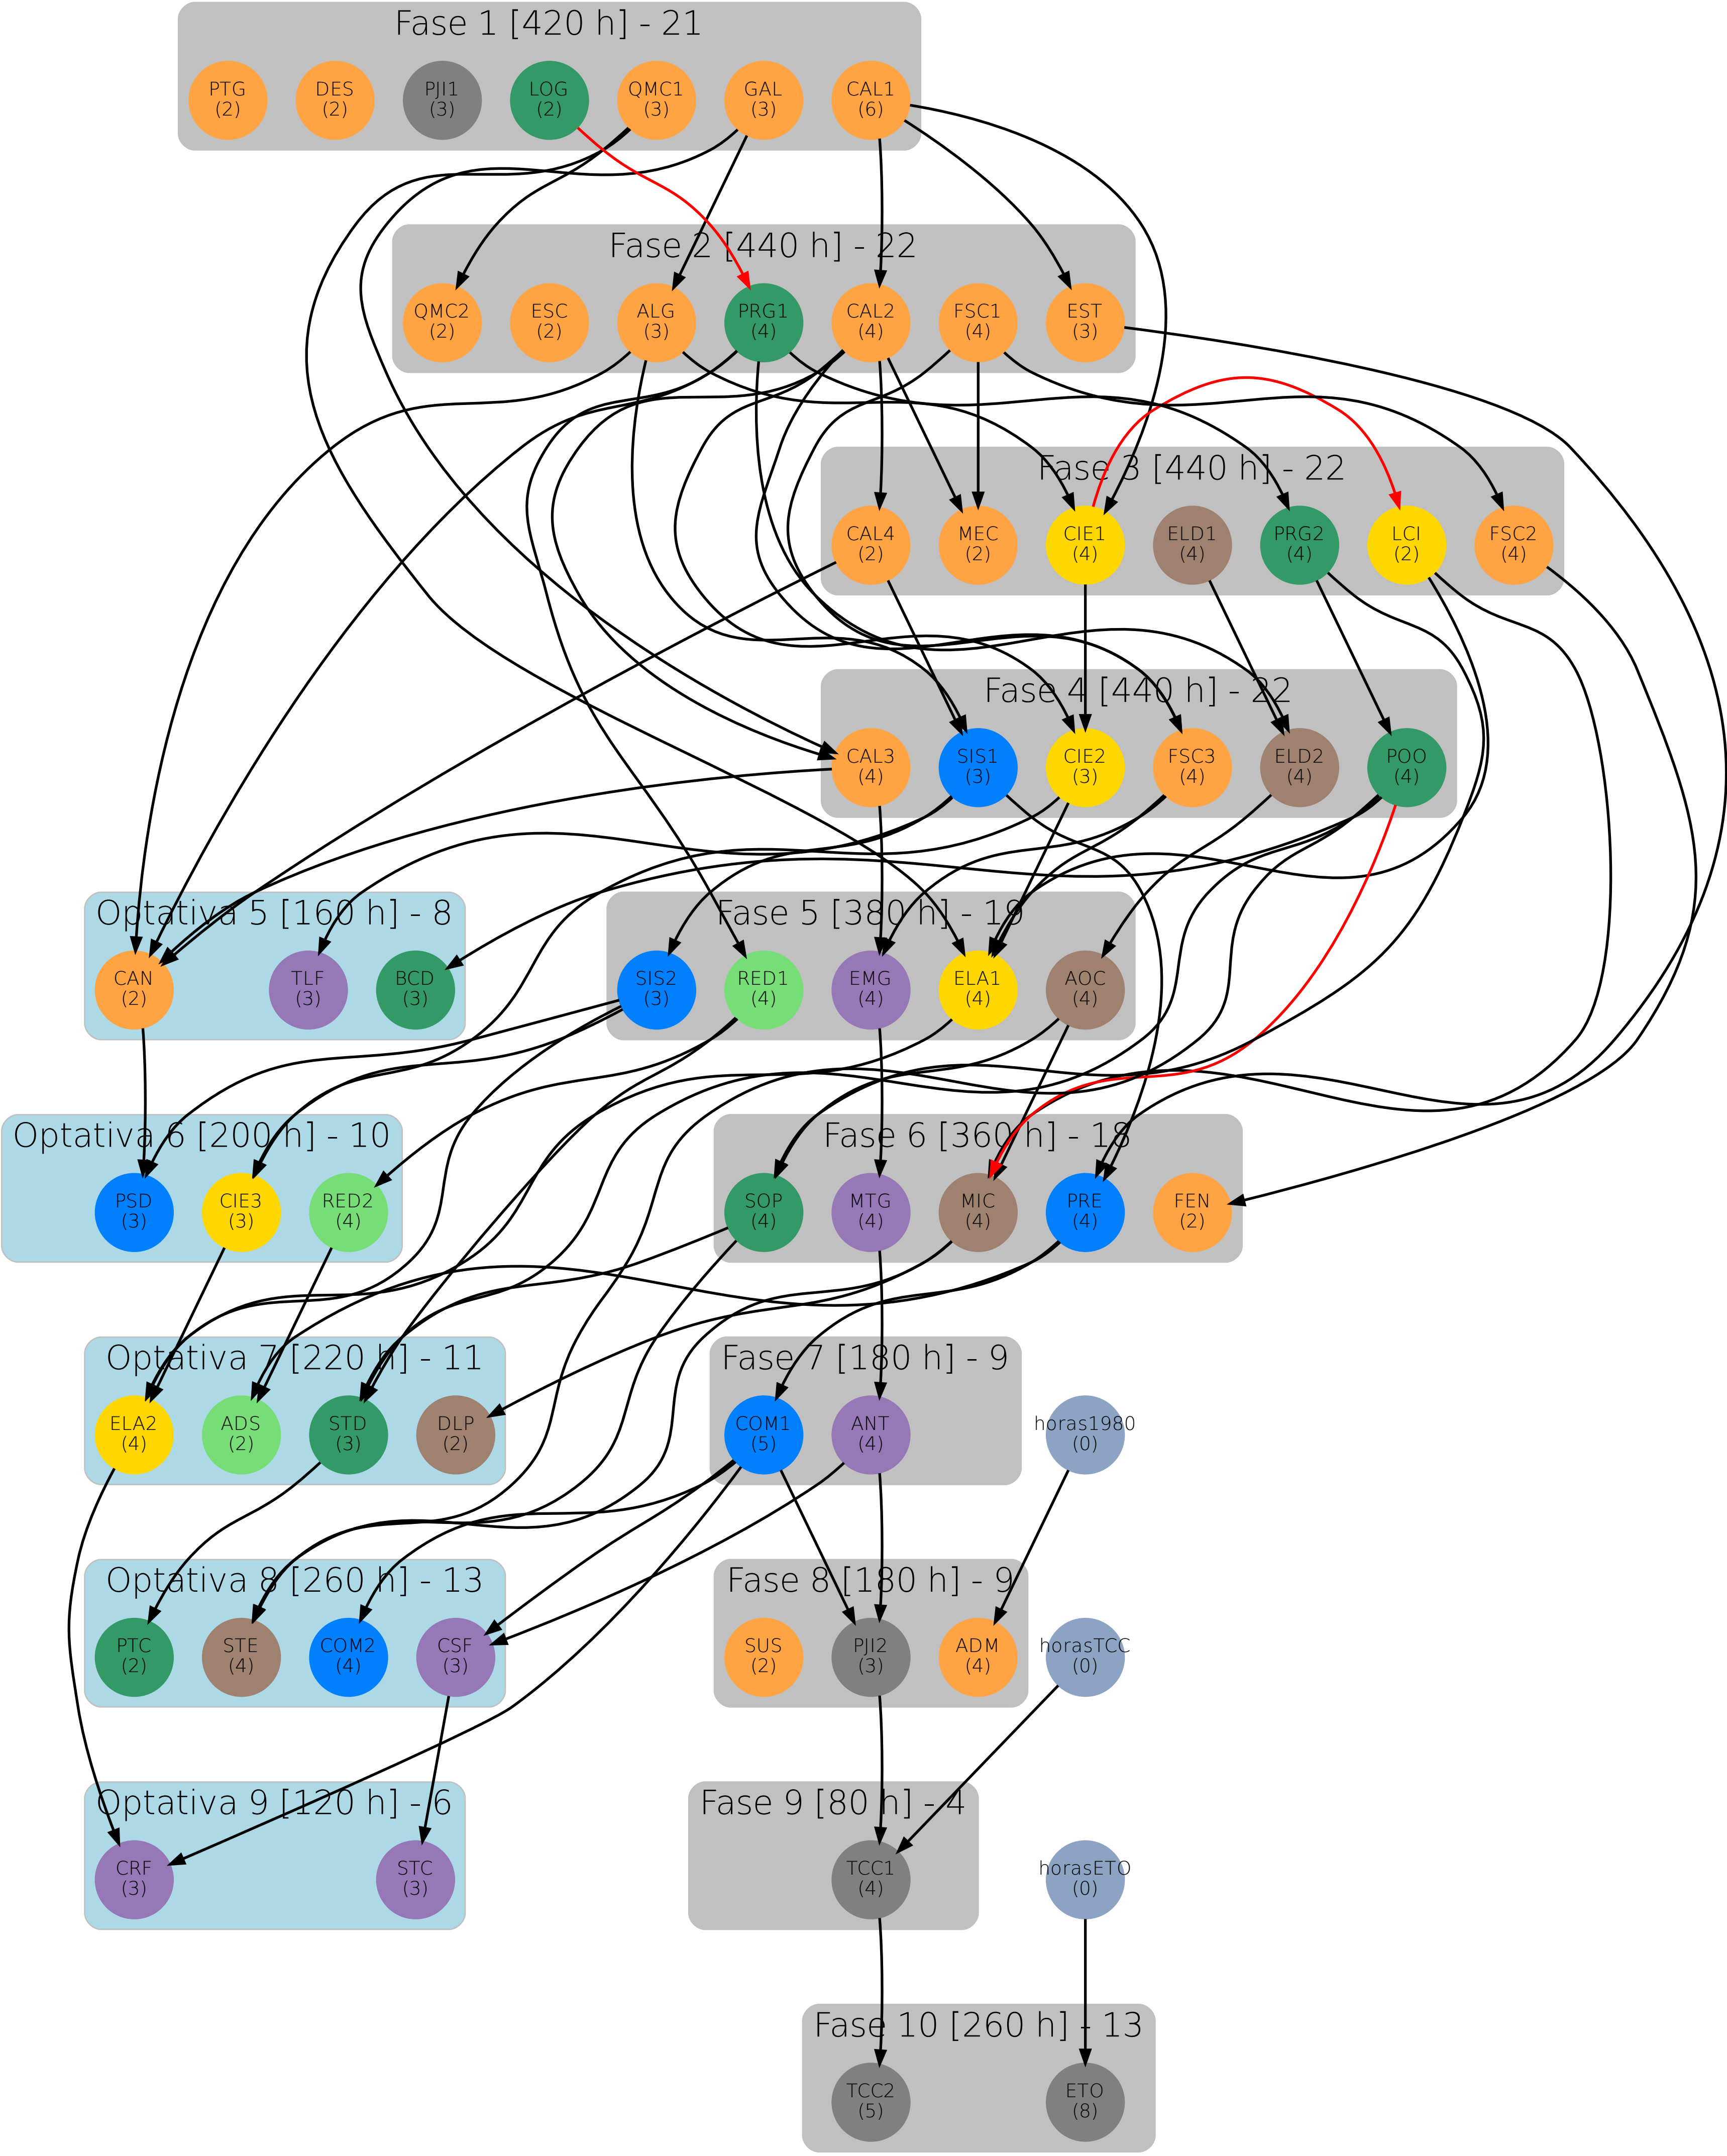 Fase 1 [420 h] - 21
PTG
(2)
DES
(2)
PJI1
(3)
LOG
(2)
QMC1
(3)
GAL
(3)
CAL1
(6)
Fase 2 [440 h] - 22
QMC2
(2)
ESC
(2)
ALG
(3)
PRG1
(4)
CAL2
(4)
FSC1
(4)
EST
(3)
Fase 3 [440 h] - 22
CAL4
(2)
MEC
(2)
CIE1
(4)
ELD1
(4)
PRG2
(4)
LCI
(2)
FSC2
(4)
Fase 4 [440 h] - 22
CAL3
(4)
SIS1
(3)
CIE2
(3)
FSC3
(4)
ELD2
(4)
POO
(4)
Optativa 5 [160 h] - 8
CAN
(2)
TLF
(3)
BCD
(3)
Fase 5 [380 h] - 19
SIS2
(3)
RED1
(4)
EMG
(4)
ELA1
(4)
AOC
(4)
Optativa 6 [200 h] - 10
PSD
(3)
CIE3
(3)
RED2
(4)
Fase 6 [360 h] - 18
SOP
(4)
MTG
(4)
MIC
(4)
PRE
(4)
FEN
(2)
Optativa 7 [220 h] - 11
ELA2
(4)
ADS
(2)
STD
(3)
DLP
(2)
Fase 7 [180 h] - 9
COM1
(5)
ANT
(4)
horas1980
(0)
Optativa 8 [260 h] - 13
PTC
(2)
STE
(4)
COM2
(4)
CSF
(3)
Fase 8 [180 h] - 9
SUS
(2)
PJI2
(3)
ADM
(4)
horasTCC
(0)
Optativa 9 [120 h] - 6
CRF
(3)
STC
(3)
Fase 9 [80 h] - 4
TCC1
(4)
horasETO
(0)
Fase 10 [260 h] - 13
TCC2
(5)
ETO
(8)